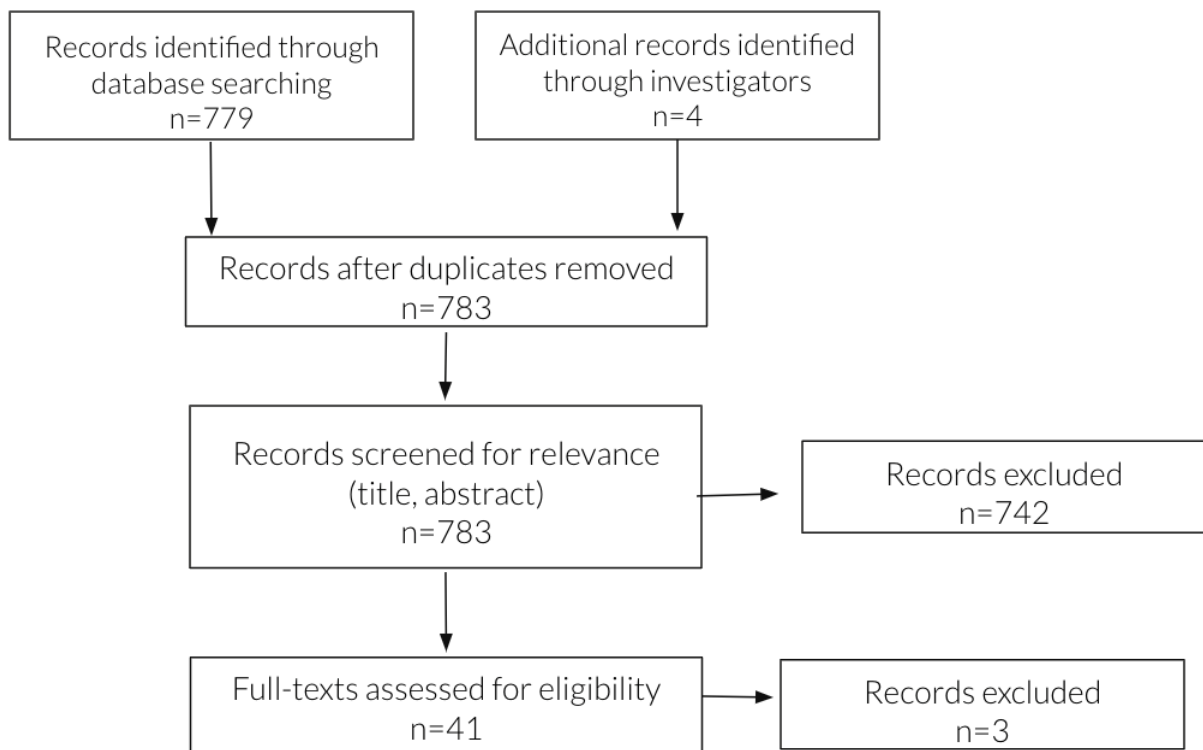 Records identified through
database searching
n=779
Additional records identified
through investigators
n=4
Records after duplicates removed
n=783
Records screened for relevance
(title, abstract)
n=783
Records excluded
n=742
Full-texts assessed for eligibility
n=41
Records excluded
n=3